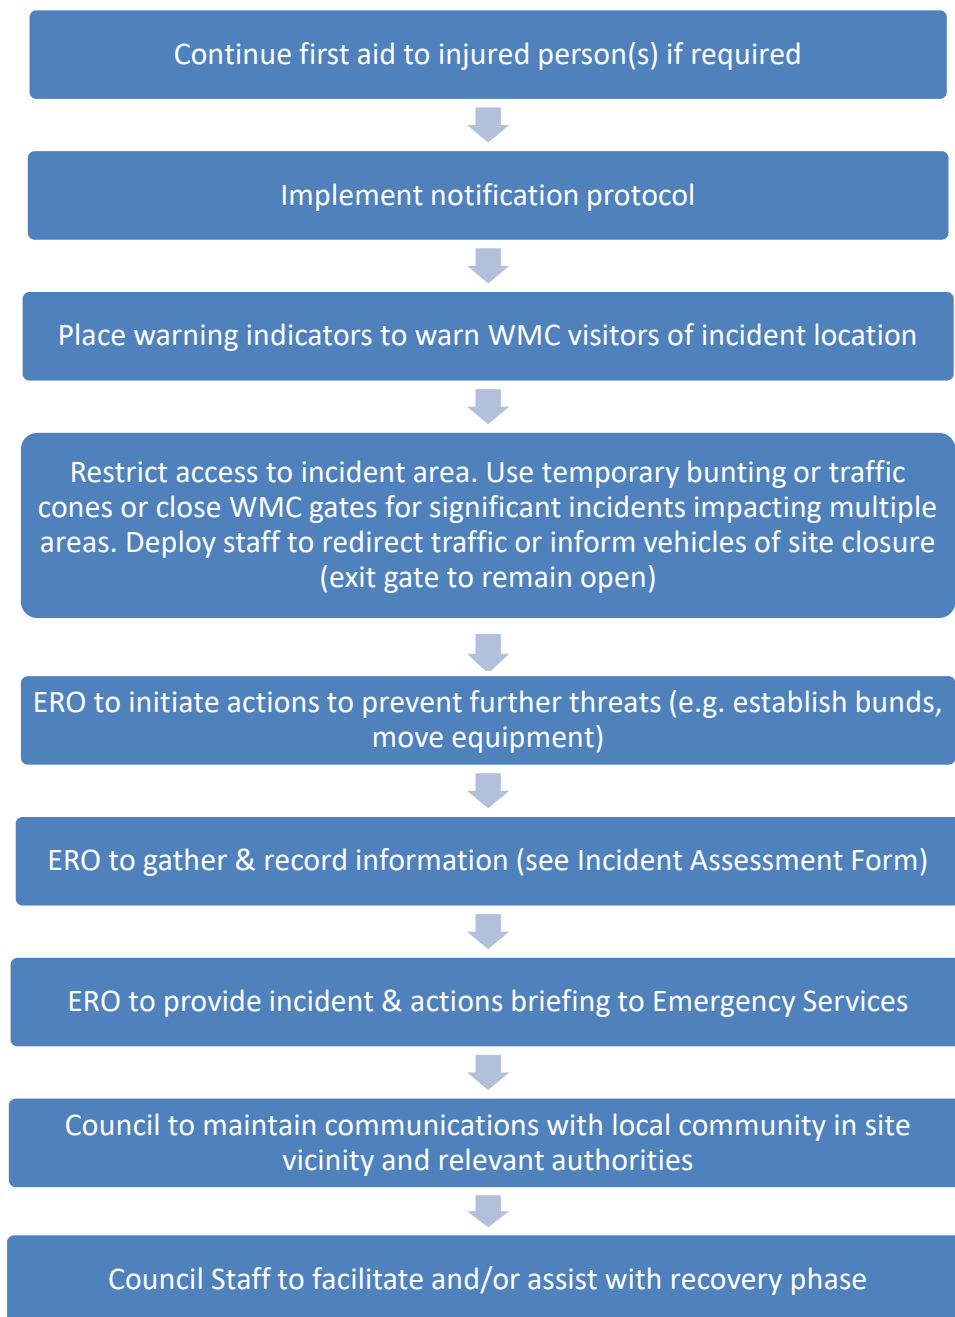 Continue first aid to injured person(s) if required
Implement notification protocol
Place warning indicators to warn WMC visitors of incident location
Restrict access to incident area. Use temporary bunting or traffic
cones or close WMC gates for significant incidents impacting multiple
areas. Deploy staff to redirect traffic or inform vehicles of site closure
(exit gate to remain open)
ERO to initiate actions to prevent further threats (e.g. establish bunds,
move equipment)
ERO to gather & record information (see Incident Assessment Form)
ERO to provide incident & actions briefing to Emergency Services
Council to maintain communications with local community in site
vicinity and relevant authorities
Council Staff to facilitate and/or assist with recovery phase